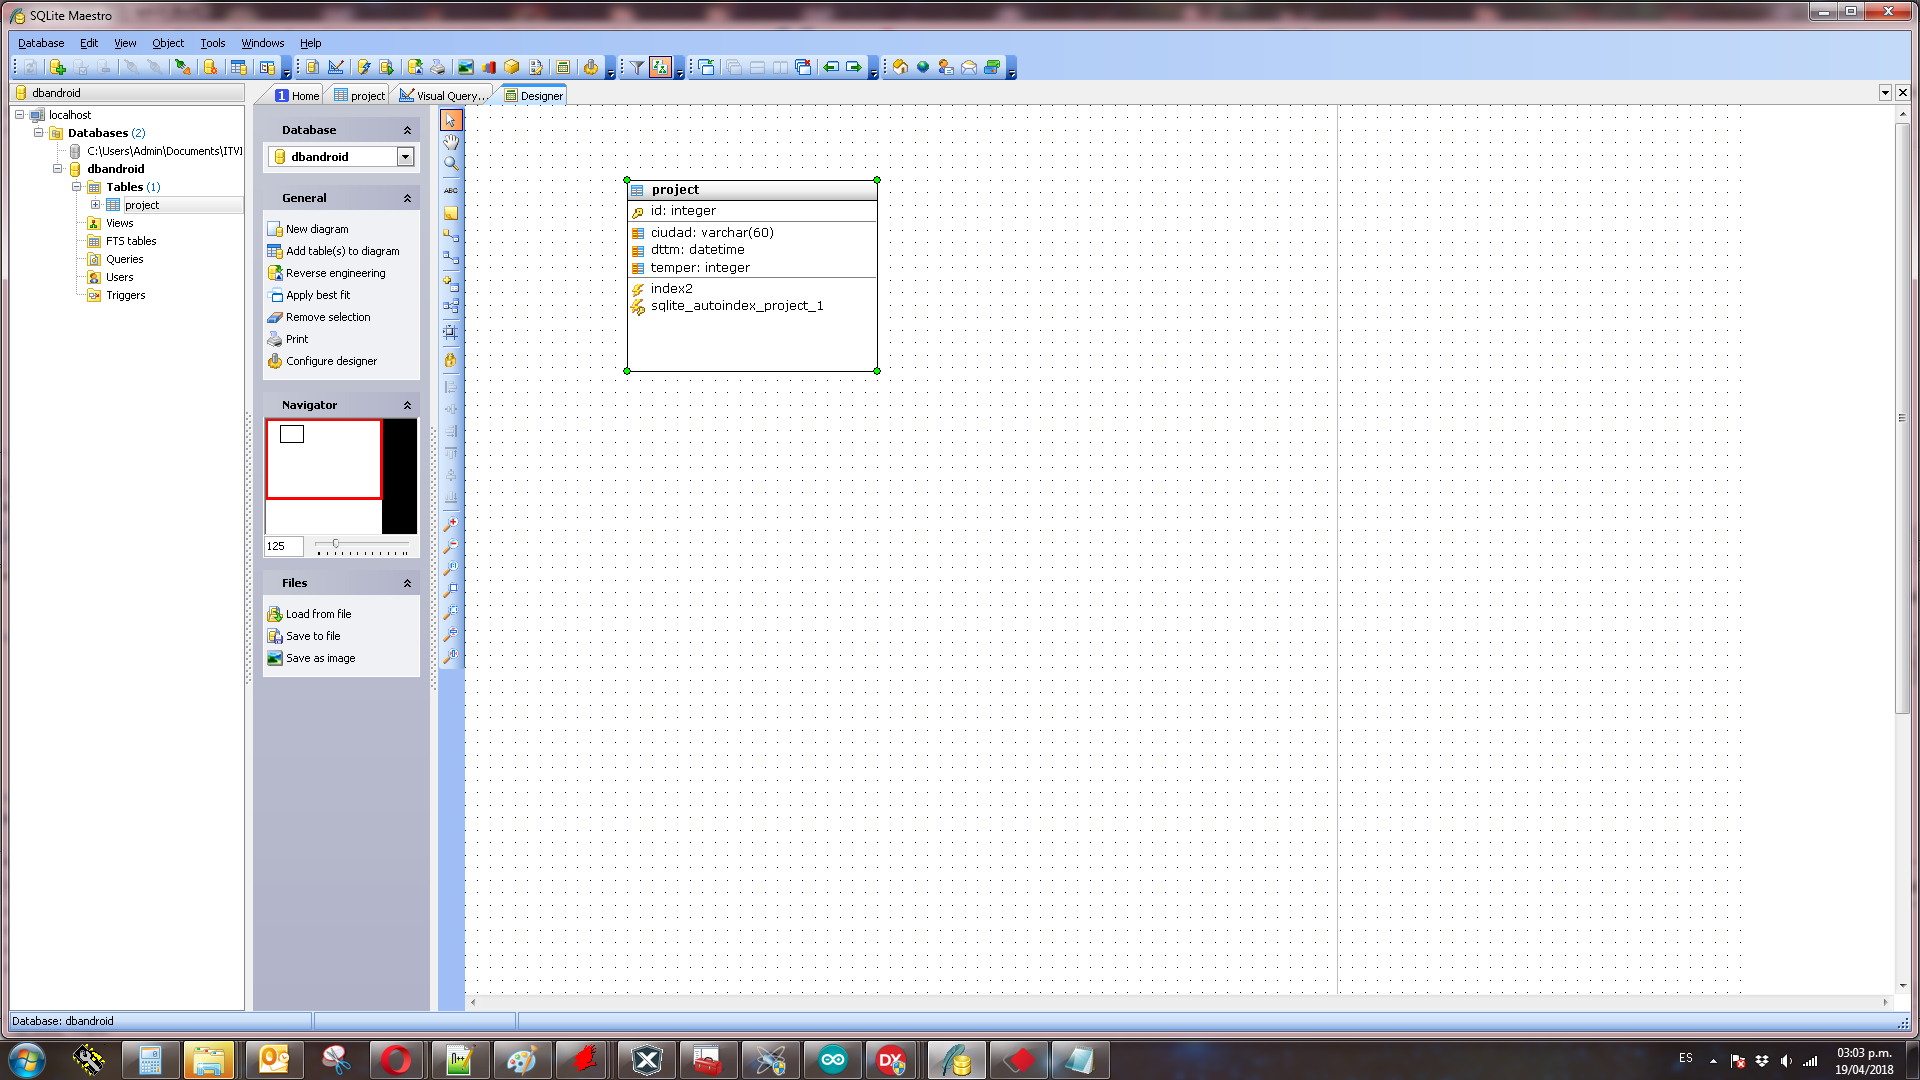 SQLite Maestro
Database Edit View Object Tools Windows Help
dbandroid
1 Home project Visual Query... Designer
localhost
Databases (2)
C:\Users\Admin\Documents\ITVI
dbandroid
Tables (1)
project
Views
FTS tables
Queries
Users
Triggers
Database
dbandroid
General
New diagram
Add table(s) to diagram
Reverse engineering
Apply best fit
Remove selection
Print
Configure designer
Navigator
125
Files
Load from file
Save to file
Save as image
ABC
project
id: integer
ciudad: varchar(60)
dttm: datetime
temper: integer
index2
sqlite_autoindex_project_1
Database: dbandroid
DX
ES
03:03 p.m.
19/04/2018